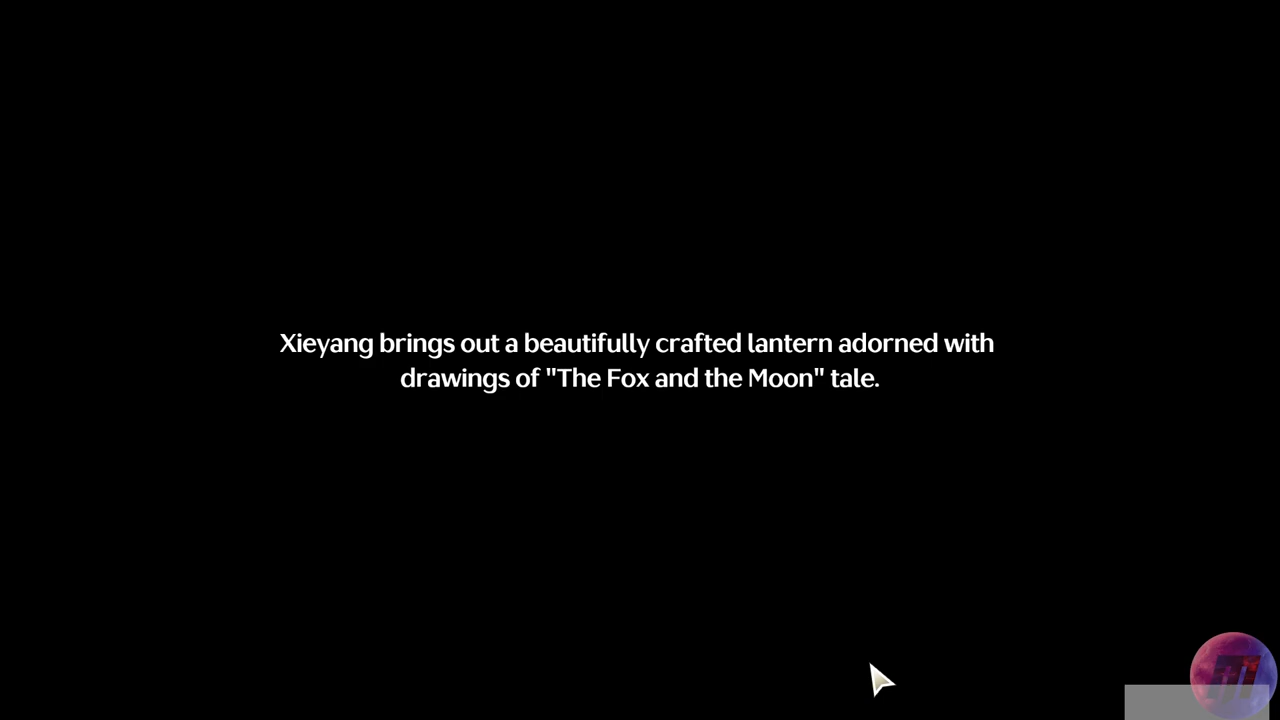 Xieyang brings out a beautifully crafted lantern adorned with
drawings of "The Fox and the Moon" tale.